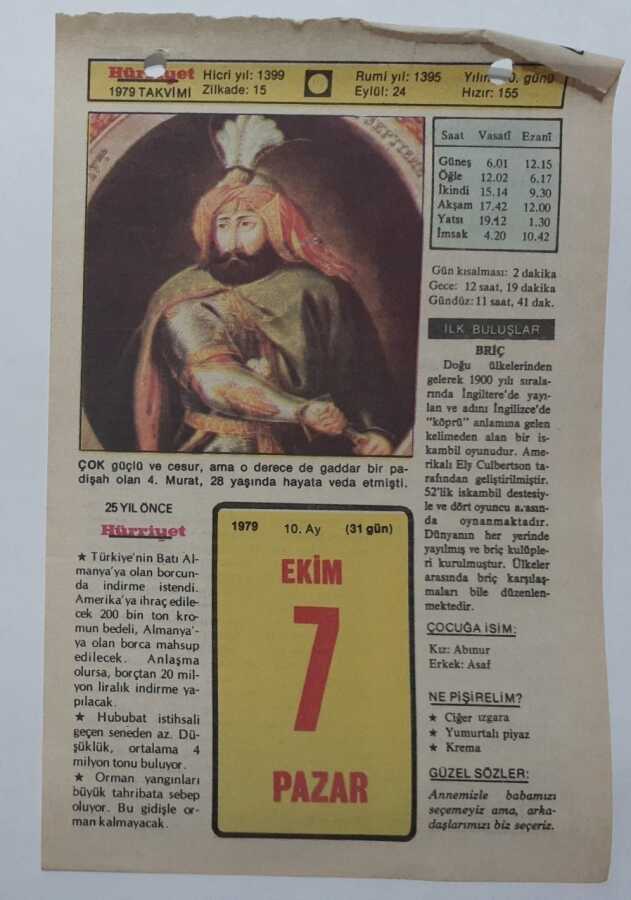 Hürriyet
1979 TAKVİMİ
Hicri yıl: 1399
Zilkade: 15
Rumi yıl: 1395
Eylül: 24
0. günü
Hızır: 155
Saat Vasatî Ezanî
Güneş 6.01 12.15
Öğle 12.02 6.17
İkindi 15.14 9.30
Akşam 17.42 12.00
Yatsı 19.12 1.30
İmsak 4.20 10.42
Gün kısalması: 2 dakika
Gece: 12 saat, 19 dakika
Gündüz: 11 saat, 41 dak.
ÇOK güçlü ve cesur, ama o derece de gaddar bir pa-
dişah olan 4. Murat, 28 yaşında hayata veda etmişti.
25 YIL ÖNCE
Hürriyet
★ Türkiye'nin Batı Al-
manya'ya olan borcun-
da indirme istendi.
Amerika'ya ihraç edile-
cek 200 bin ton kro-
mun bedeli, Almanya'-
ya olan borca mahsup
edilecek. Anlaşma
olursa, borçtan 20 mil-
yon liralık indirme ya-
pılacak.
★ Hububat istihsali
geçen seneden az. Dü-
şüklük, ortalama 4
milyon tonu buluyor.
★ Orman yangınları
büyük tahribata sebep
oluyor. Bu gidişle or-
man kalmayacak.
1979 10. Ay (31 gün)
EKİM
7
PAZAR
İLK BULUŞLAR
BRİÇ
Doğu ülkelerinden
gelerek 1900 yılı sırala-
rında İngiltere'de yayı-
lan ve adını İngilizce'de
"köprü" anlamına gelen
kelimeden alan bir is-
kambil oyunudur. Ame-
rikalı Ely Culbertson ta-
rafından geliştirilmiştir.
52'lik iskambil destesiy-
le ve dört oyuncu arasın-
da oynanmaktadır.
Dünyanın her yerinde
yayılmış ve briç kulüple-
ri kurulmuştur. Ülkeler
arasında briç karşılaş-
maları bile düzenlen-
mektedir.
ÇOCUĞA İSİM:
Kız: Abınur
Erkek: Asaf
NE PİŞİRELİM?
★ Ciğer ızgara
★ Yumurtalı piyaz
★ Krema
GÜZEL SÖZLER:
Annemizle babamızı
seçemeyiz ama, arka-
daşlarımızı biz seçeriz.